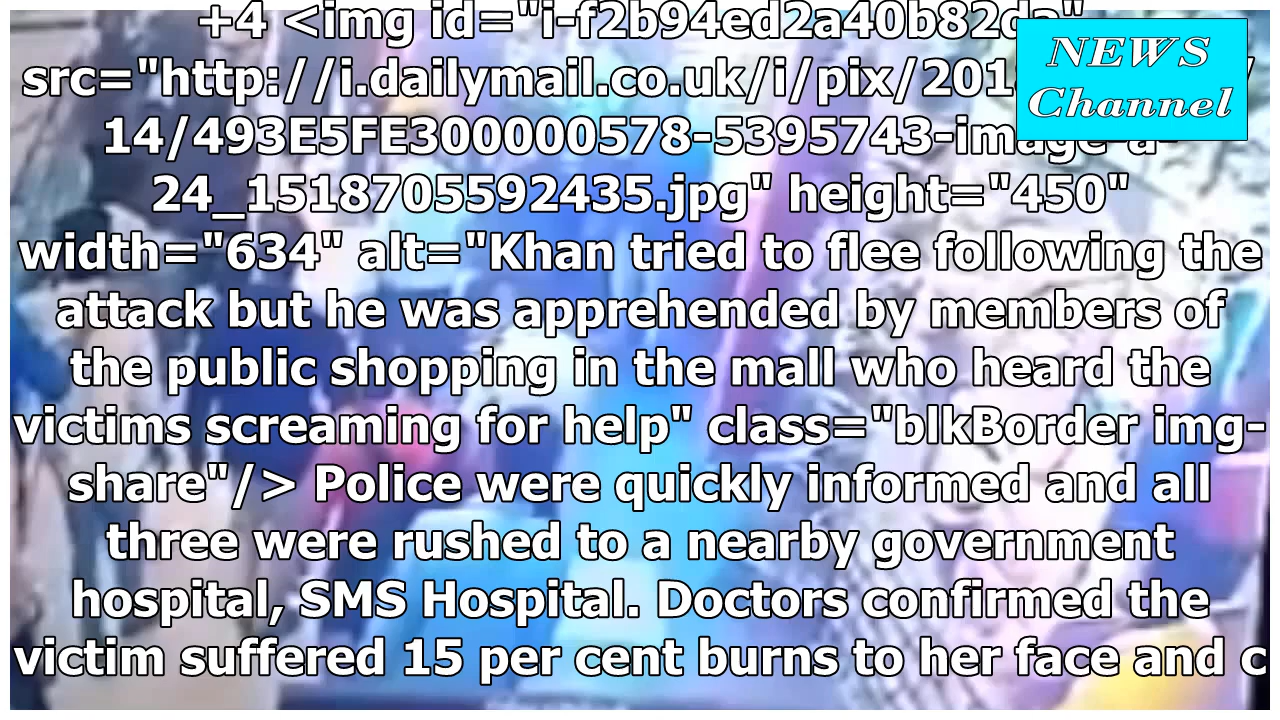 +4 <img id="i-f2b94ed2a40b82da"
src="http://i.dailymail.co.uk/i/pix/201
14/493E5FE300000578-5395743-image-a-
24_1518705592435.jpg" height="450"
width="634" alt="Khan tried to flee following the
attack but he was apprehended by members of
the public shopping in the mall who heard the
victims screaming for help" class="blkBorder img-
share"/> Police were quickly informed and all
three were rushed to a nearby government
hospital, SMS Hospital. Doctors confirmed the
victim suffered 15 per cent burns to her face and c
NEWS
Channel